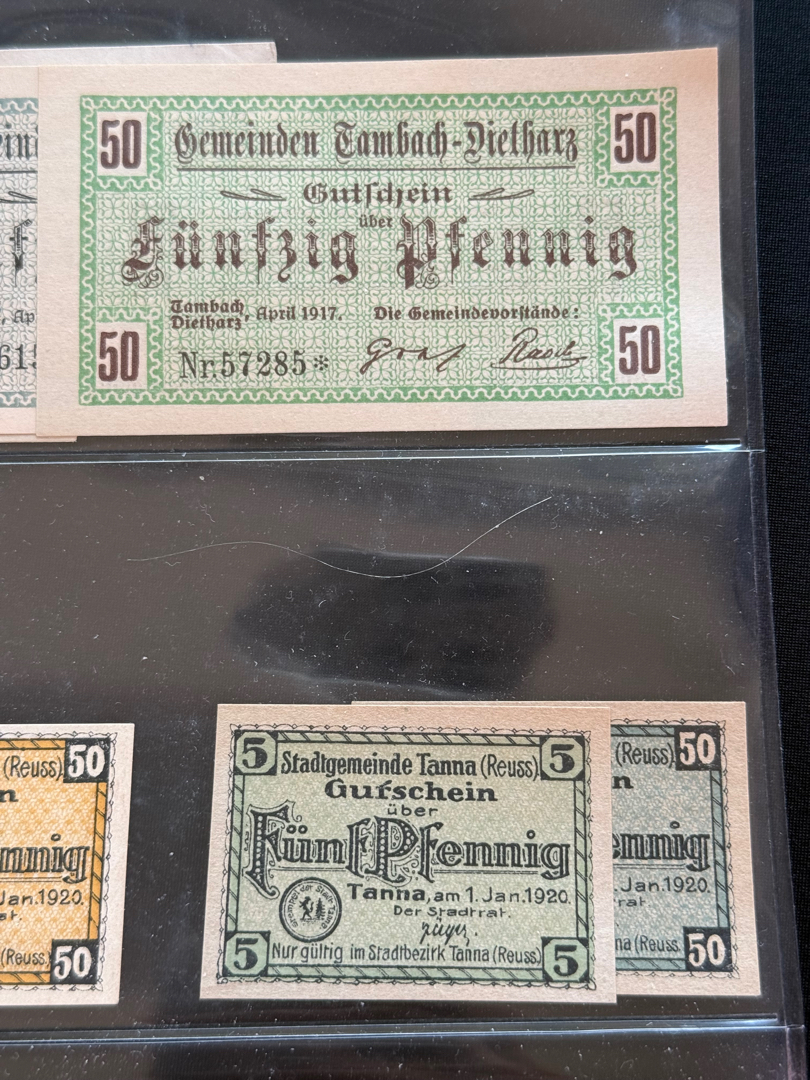 50 Gemeinden Tambach-Dietharz 50
Gutschein
über
Fünfzig Pfennig
Tambach, Dietharz, April 1917. Die Gemeindevorstände:
50 Nr. 57285* 50
5 Stadtgemeinde Tanna (Reuss) 5
Gutschein
über
Fünf Pfennig
Tanna, am 1. Jan. 1920.
Der Stadtrat.
5 Nur gültig im Stadtbezirk Tanna (Reuss) 5
(Reuss) 50
Jan. 1920.
(Reuss) 50
(Reuss) 50
Jan. 1920.
(Reuss. 50